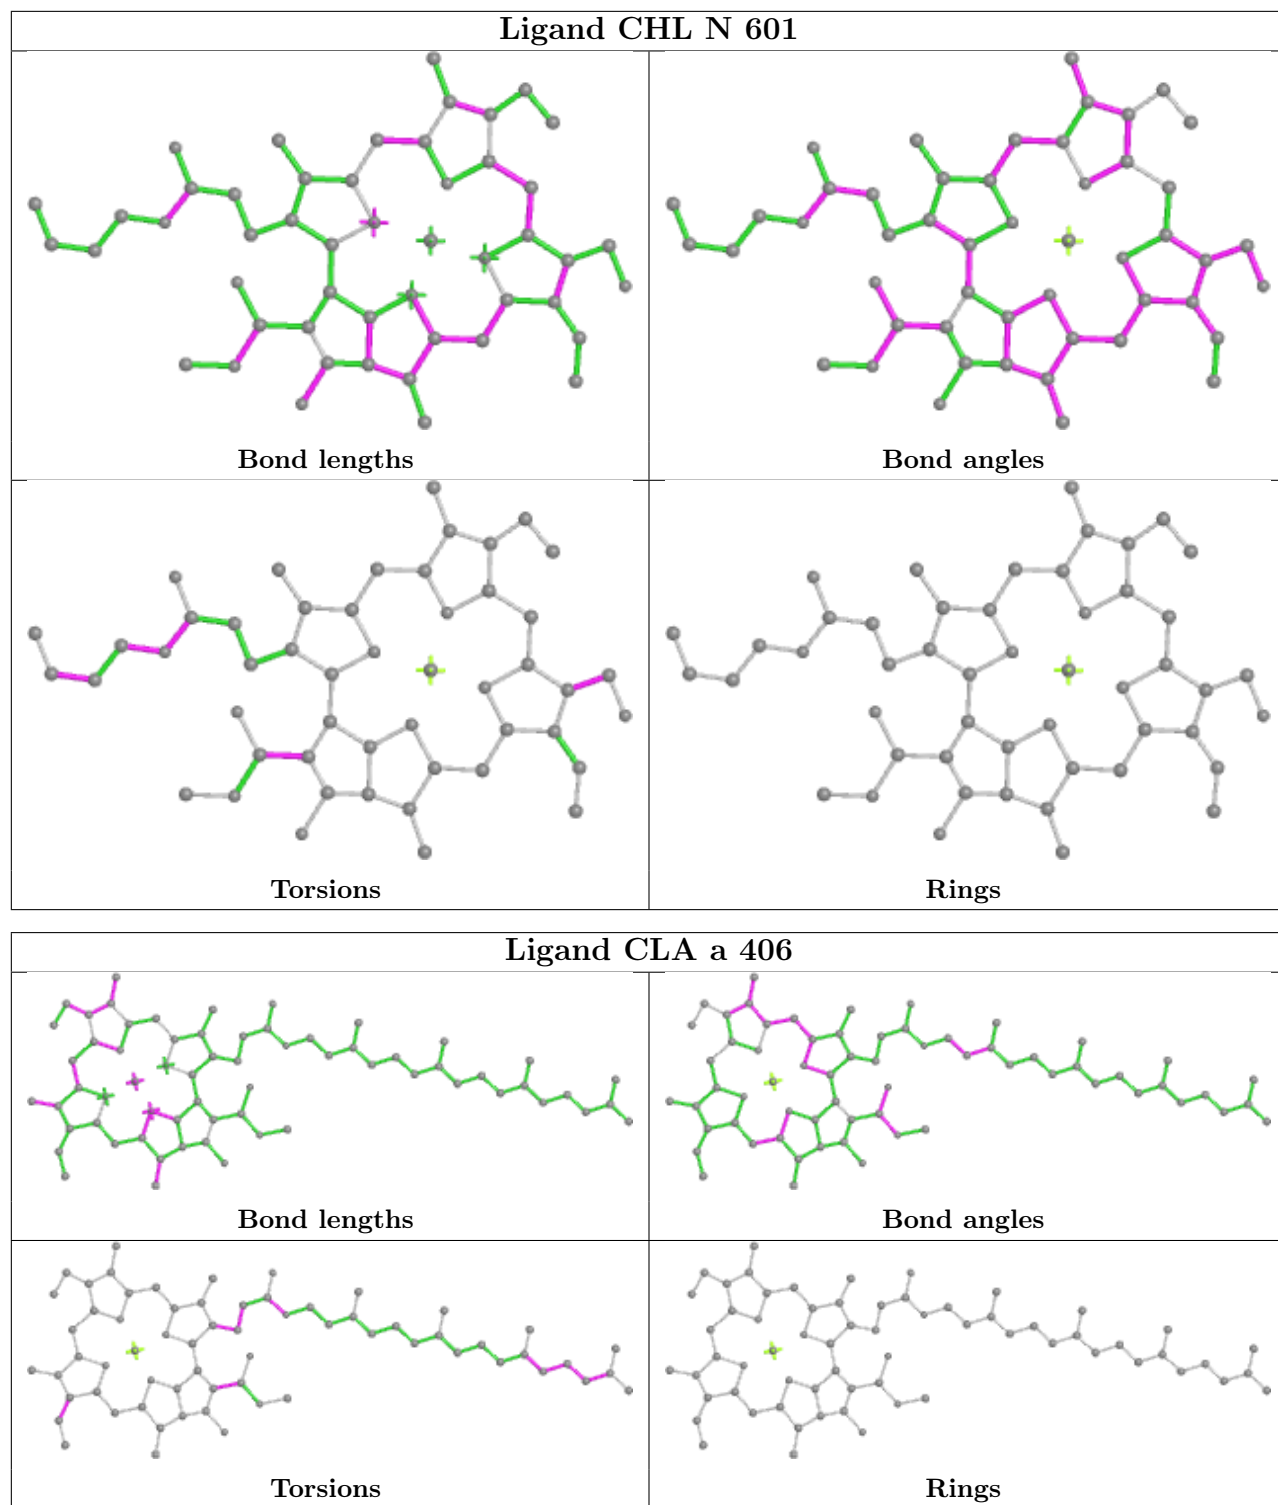 Ligand CHL N 601
Bond lengths
Bond angles
Torsions
Rings
Ligand CLA a 406
Bond lengths
Bond angles
Torsions
Rings